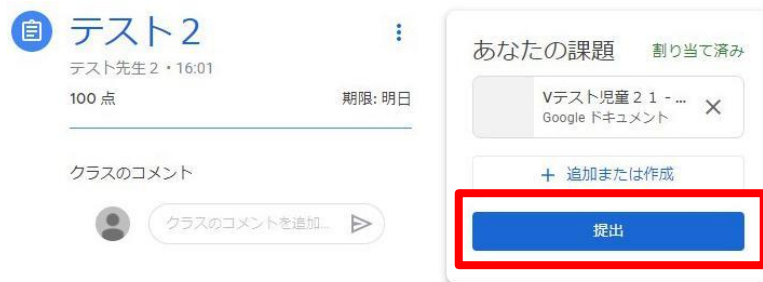 テスト２
テスト先生２・16:01
100 点
期限: 明日
クラスのコメント
クラスのコメントを追加...
あなたの課題
割り当て済み
Vテスト児童２１-...
Google ドキュメント
+ 追加または作成
提出